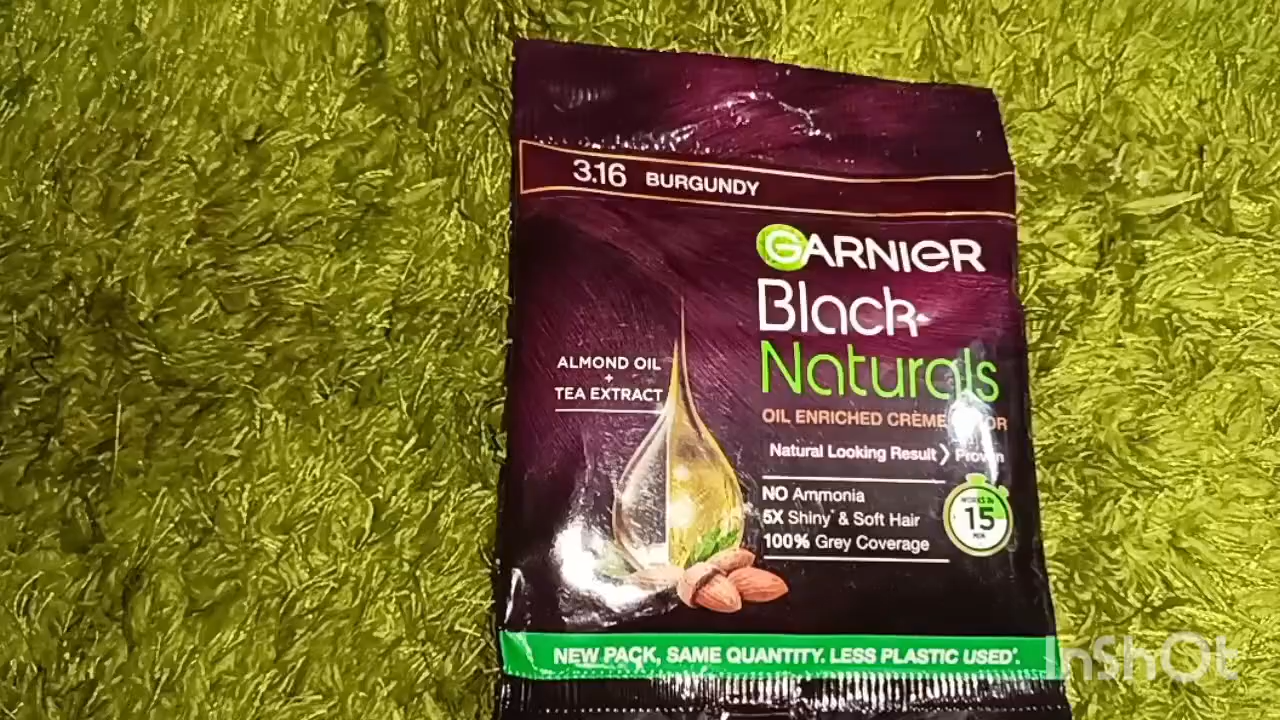 3.16 BURGUNDY
GARNIER
Black
Naturals
ALMOND OIL
+
TEA EXTRACT
OIL ENRICHED CRÈME
Natural Looking Result > Proven
NO Ammonia
5X Shiny* & Soft Hair
100% Grey Coverage
WORKS IN
15
MIN
NEW PACK, SAME QUANTITY. LESS PLASTIC USED*.
InShOt